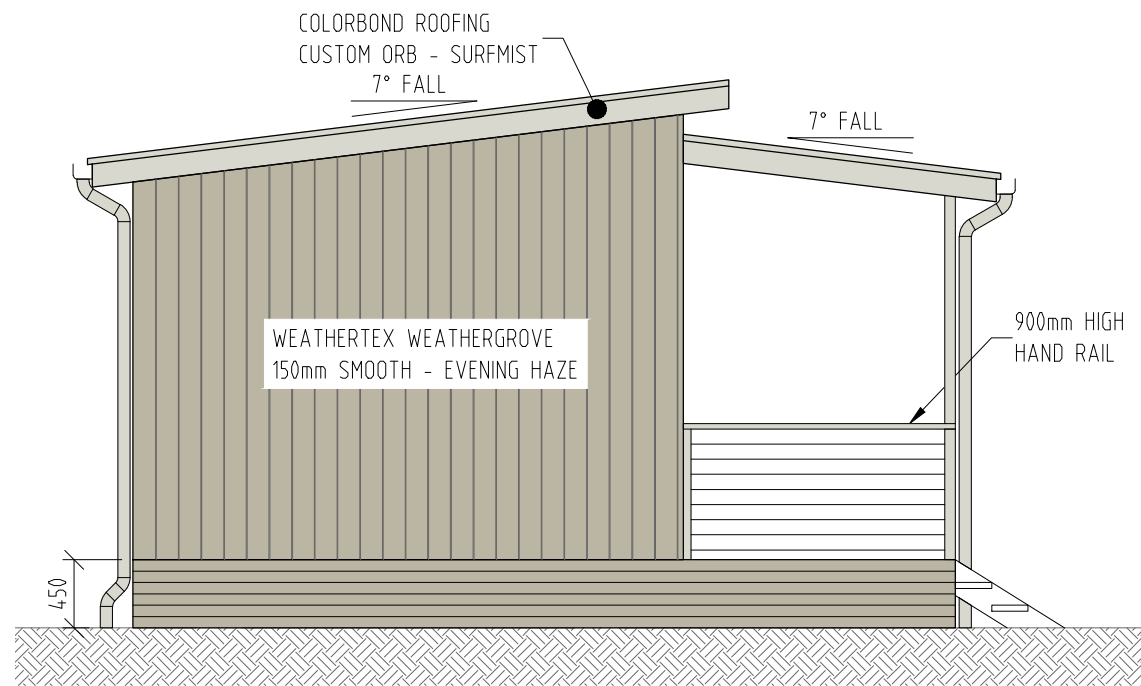 COLORBOND ROOFING
CUSTOM ORB - SURFMIST
7° FALL
7° FALL
WEATHERTEX WEATHERGROVE
150mm SMOOTH - EVENING HAZE
900mm HIGH
HAND RAIL
450